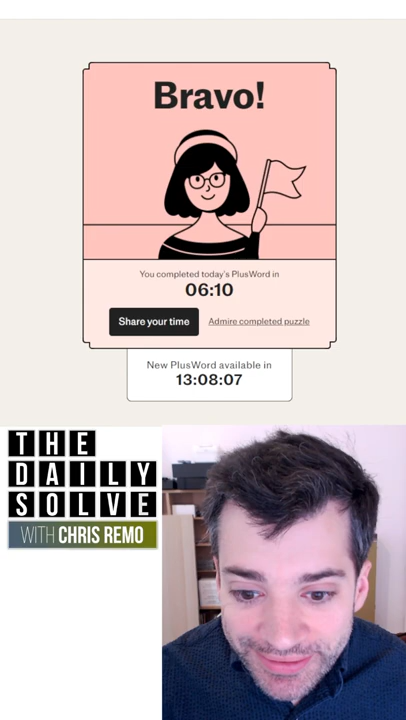 Bravo!
You completed today's PlusWord in
06:10
Share your time
Admire completed puzzle
New PlusWord available in
13:08:07
THE
DAILY
SOLVE
WITH CHRIS REMO